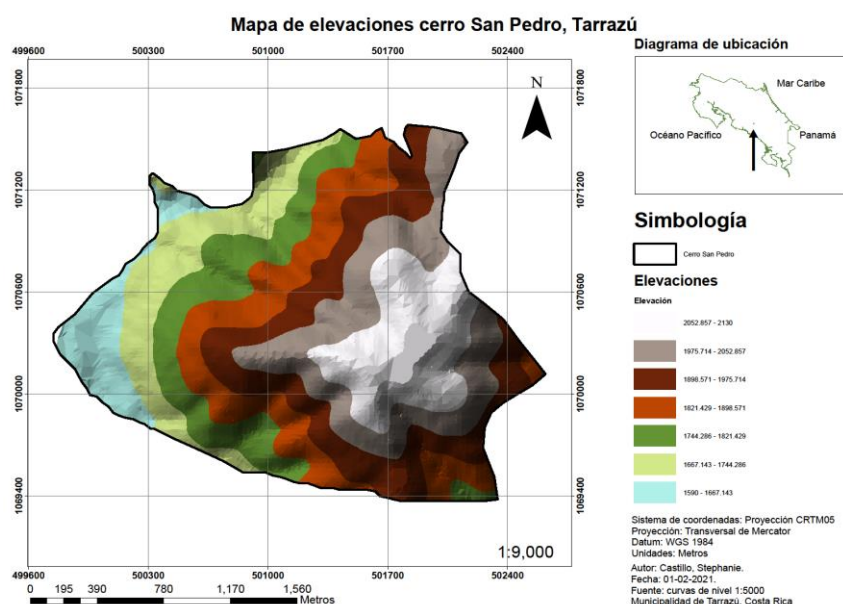 Mapa de elevaciones cerro San Pedro, Tarrazú
499600 500300 501000 501700 502400
1071800 1071800
1071200 1071200
1070600 1070600
1070000 1070000
1069400 1069400
N
1:9,000
499600 500300 501000 501700 502400
0 195 390 780 1,170 1,560
Metros
Diagrama de ubicación
Mar Caribe
Océano Pacífico
Panamá
Simbología
Cerro San Pedro
Elevaciones
Elevación
2052.857 - 2130
1975.714 - 2052.857
1898.571 - 1975.714
1821.429 - 1898.571
1744.286 - 1821.429
1667.143 - 1744.286
1590 - 1667.143
Sistema de coordenadas: Proyección CRTM05
Proyección: Transversal de Mercator
Datum: WGS 1984
Unidades: Metros
Autor: Castillo, Stephanie.
Fecha: 01-02-2021.
Fuente: curvas de nivel 1:5000
Municipalidad de Tarrazú, Costa Rica